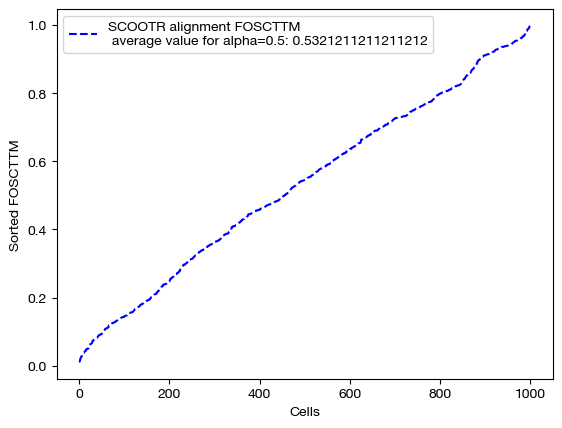 SCOOTR alignment FOSCTTM
average value for alpha=0.5: 0.5321211211211212
1.0
0.8
0.6
0.4
0.2
0.0
Sorted FOSCTTM
0 200 400 600 800 1000
Cells